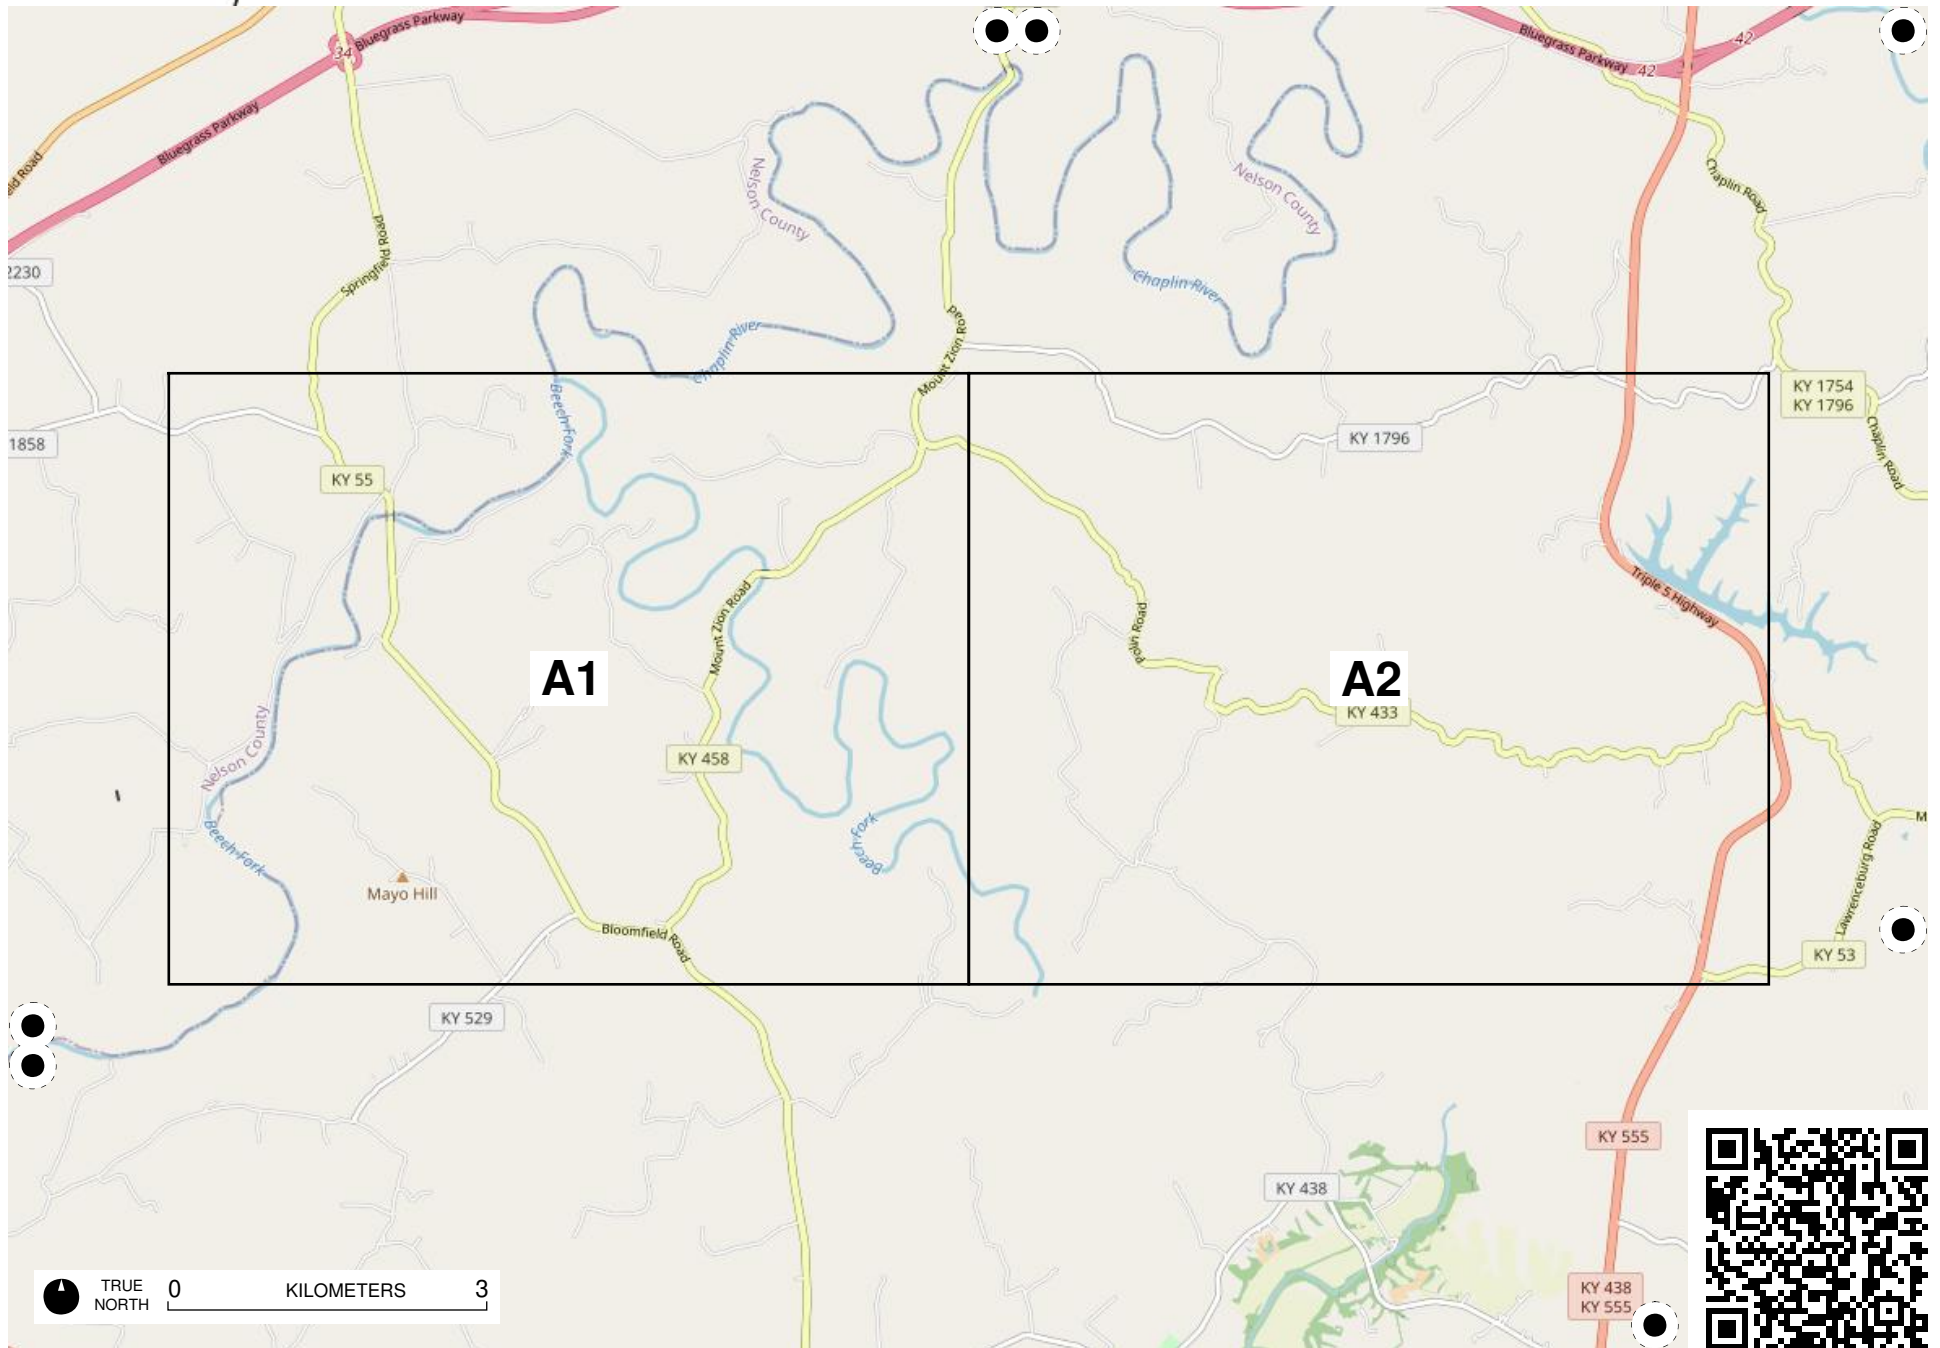 34
Bluegrass Parkway
Bluegrass Parkway
42
42
Bluegrass Parkway
eld Road
Nelson County
Nelson County
Chaplin Road
Springfield Road
2230
Chaplin River
Chaplin River
Mount Zion Road
Beech Fork
KY 1754
KY 1796
1858
KY 1796
Chaplin Road
KY 55
Triple S Highway
Mount Zion Road
Polin Road
A1
A2
KY 433
Nelson County
KY 458
Beech Fork
Beech Fork
M
Lawrenceburg Road
Mayo Hill
Bloomfield Road
KY 53
KY 529
KY 555
KY 438
TRUE
NORTH
0 KILOMETERS 3
KY 438
KY 555